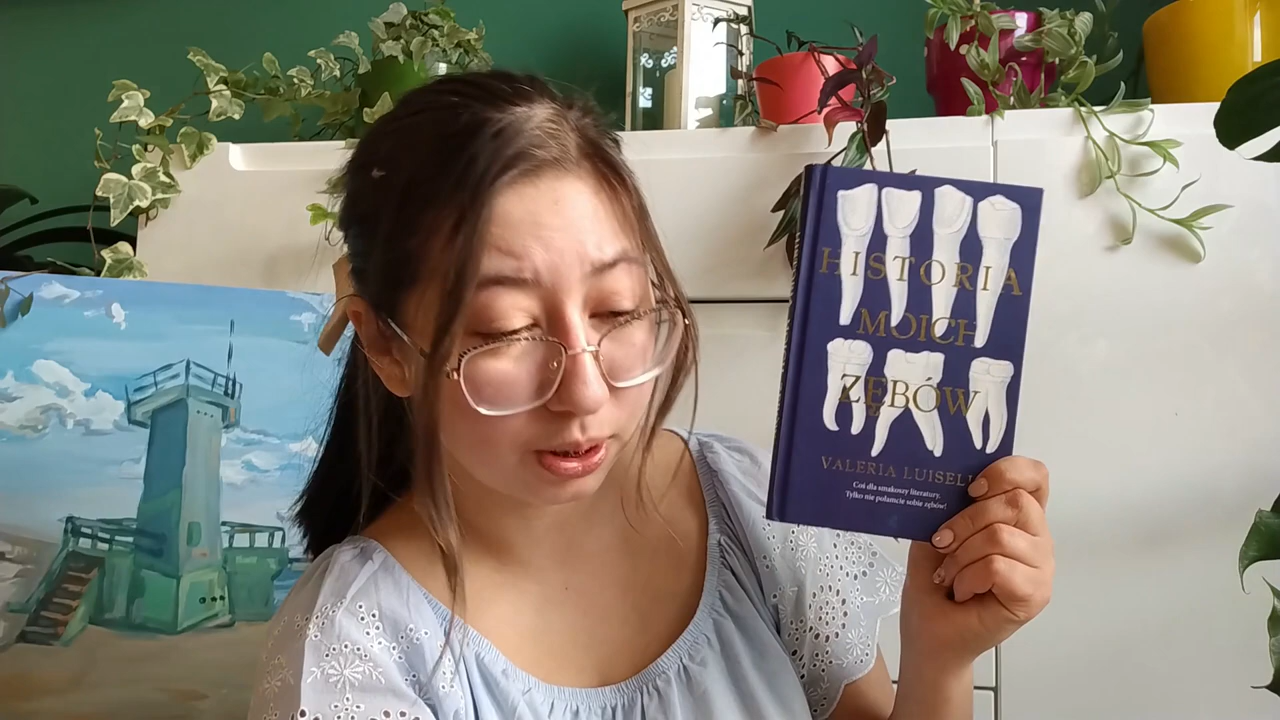 HISTORIA
MOICH
ZĘBÓW
VALERIA LUISELLI
Coś dla smakoszy literatury.
Tylko nie połamcie sobie zębów!